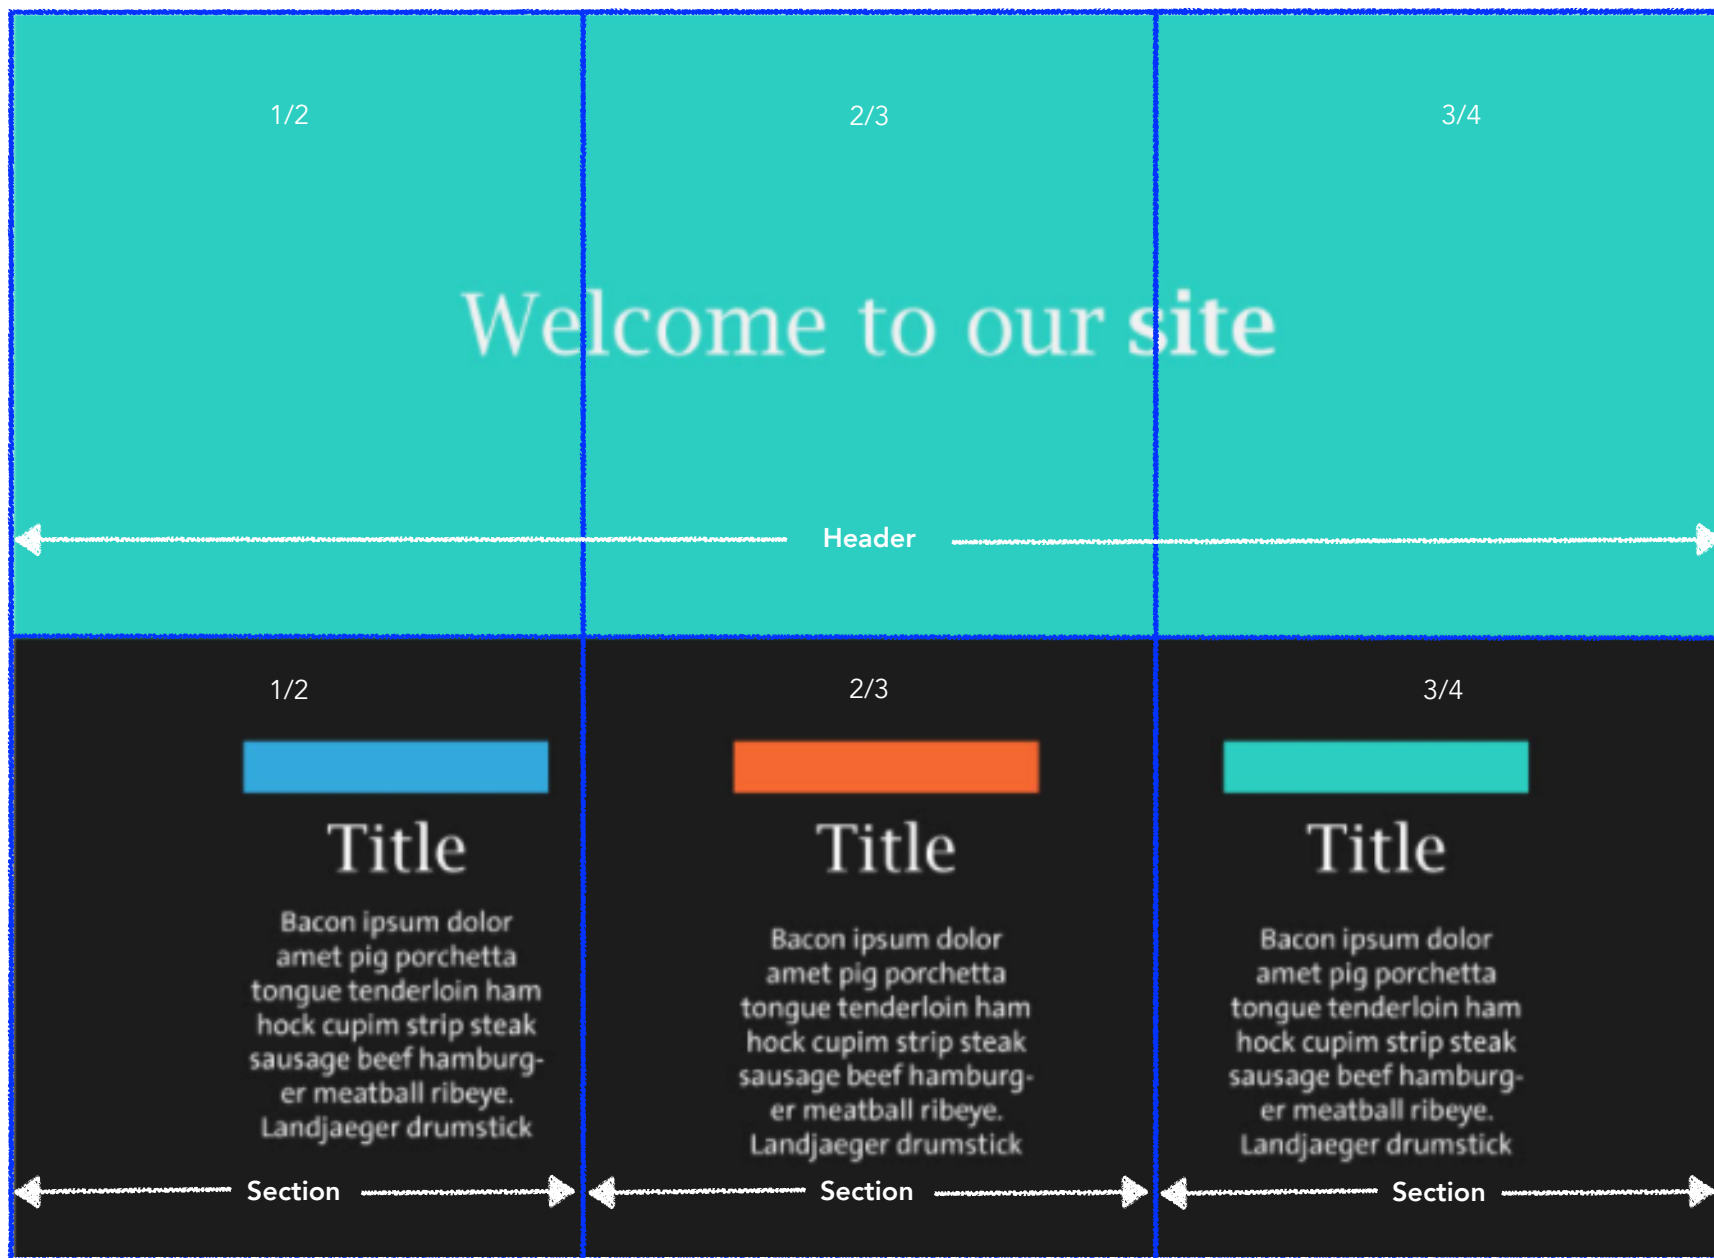 1/2
2/3
3/4
Welcome to our site
Header
1/2
2/3
3/4
Title
Bacon ipsum dolor
amet pig porchetta
tongue tenderloin ham
hock cupim strip steak
sausage beef hamburg-
er meatball ribeye.
Landjaeger drumstick
Section
Title
Bacon ipsum dolor
amet pig porchetta
tongue tenderloin ham
hock cupim strip steak
sausage beef hamburg-
er meatball ribeye.
Landjaeger drumstick
Section
Title
Bacon ipsum dolor
amet pig porchetta
tongue tenderloin ham
hock cupim strip steak
sausage beef hamburg-
er meatball ribeye.
Landjaeger drumstick
Section